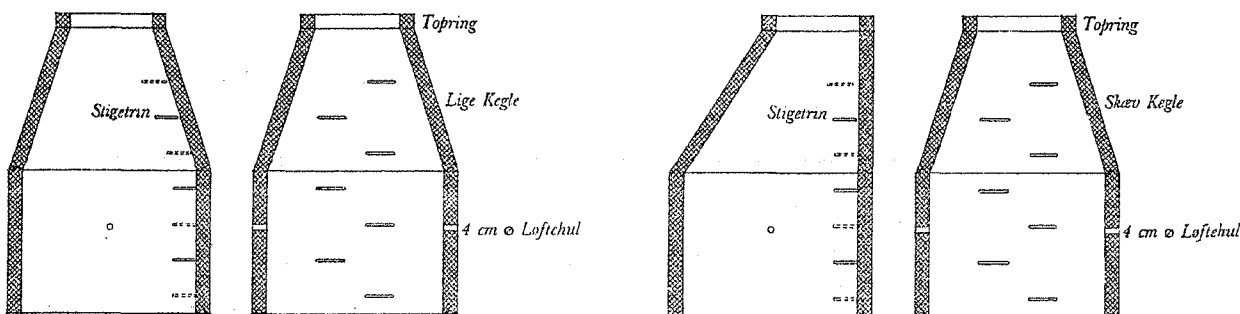 Topring
Lige Kegle
Stigetrin
4 cm ø Løftehul
Topring
Skæv Kegle
Stigetrin
4 cm ø Løftehul